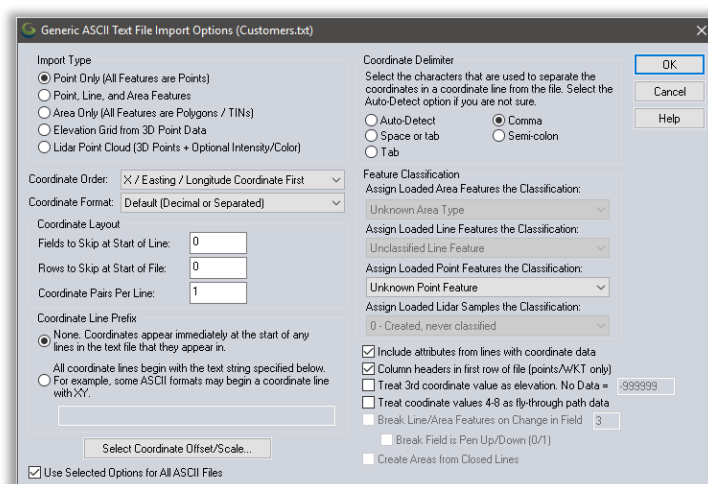 Generic ASCII Text File Import Options (Customers.txt)
Import Type
Point Only (All Features are Points)
Point, Line, and Area Features
Area Only (All Features are Polygons / TINs)
Elevation Grid from 3D Point Data
Lidar Point Cloud (3D Points + Optional Intensity/Color)
Coordinate Order: X / Easting / Longitude Coordinate First
Coordinate Format: Default (Decimal or Separated)
Coordinate Layout
Fields to Skip at Start of Line: 0
Rows to Skip at Start of File: 0
Coordinate Pairs Per Line: 1
Coordinate Line Prefix
None. Coordinates appear immediately at the start of any
lines in the text file that they appear in.
All coordinate lines begin with the text string specified below.
For example, some ASCII formats may begin a coordinate line
with XY.
Select Coordinate Offset/Scale...
Use Selected Options for All ASCII Files
Coordinate Delimiter
Select the characters that are used to separate the
coordinates in a coordinate line from the file. Select the
Auto-Detect option if you are not sure.
Auto-Detect Comma
Space or tab Semi-colon
Tab
Feature Classification
Assign Loaded Area Features the Classification:
Unknown Area Type
Assign Loaded Line Features the Classification:
Unclassified Line Feature
Assign Loaded Point Features the Classification:
Unknown Point Feature
Assign Loaded Lidar Samples the Classification:
0 - Created, never classified
Include attributes from lines with coordinate data
Column headers in first row of file (points/WKT only)
Treat 3rd coordinate value as elevation. No Data = -999999
Treat coodinate values 4-8 as fly-through path data
Break Line/Area Features on Change in Field 3
Break Field is Pen Up/Down (0/1)
Create Areas from Closed Lines
OK
Cancel
Help